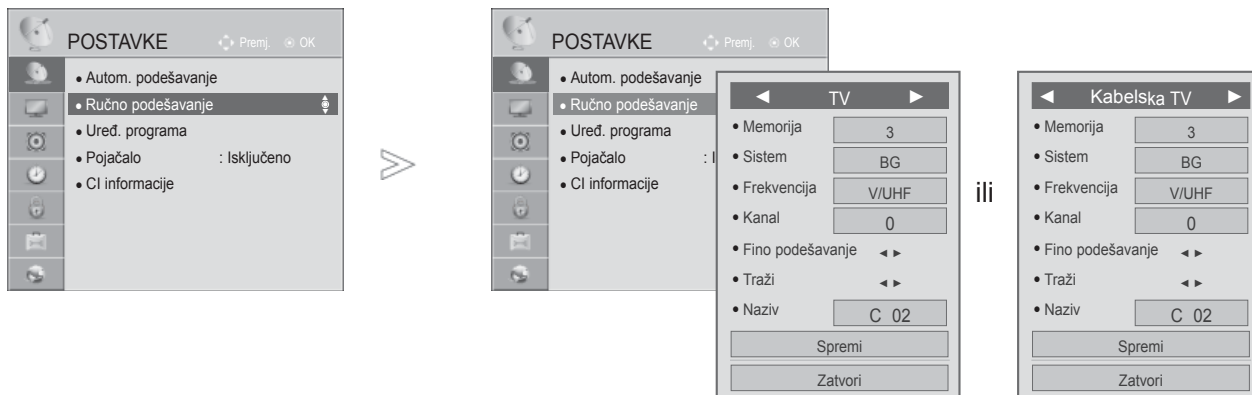 POSTAVKE Premj. OK
• Autom. podešavanje
• Ručno podešavanje
• Uređ. programa
• Pojačalo : Isključeno
• CI informacije
POSTAVKE Premj. OK
• Autom. podešavanje
• Ručno podešavanje
• Uređ. programa
• Pojačalo : I
• CI informacije
◄ TV ►
• Memorija 3
• Sistem BG
• Frekvencija V/UHF
• Kanal 0
• Fino podešavanje ◄ ►
• Traži ◄ ►
• Naziv C 02
Spremi
Zatvori
ili
◄ Kabelska TV ►
• Memorija 3
• Sistem BG
• Frekvencija V/UHF
• Kanal 0
• Fino podešavanje ◄ ►
• Traži ◄ ►
• Naziv C 02
Spremi
Zatvori